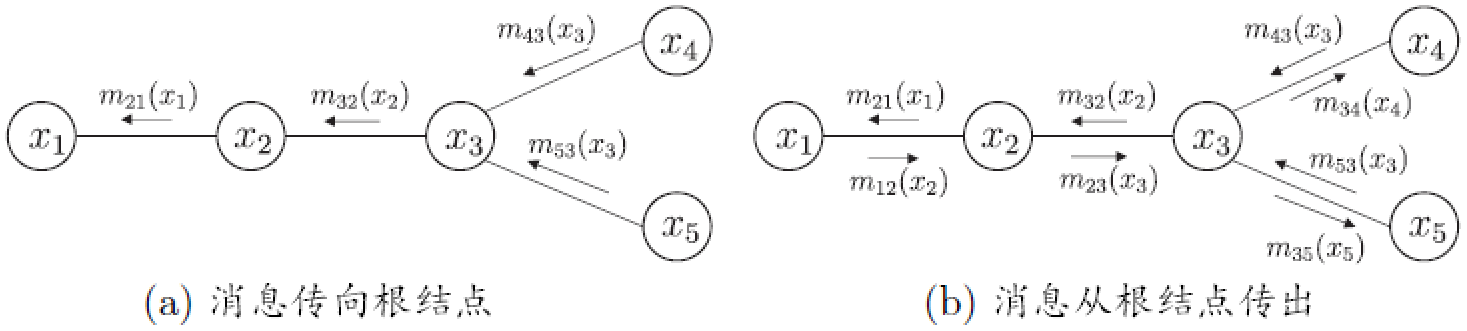 m₄₃(x₃)
x₄
m₂₁(x₁)
m₃₂(x₂)
x₁
x₂
x₃
m₅₃(x₃)
x₅
(a) 消息传向根结点
m₄₃(x₃)
x₄
m₃₄(x₄)
m₂₁(x₁)
m₃₂(x₂)
x₁
x₂
x₃
m₁₂(x₂)
m₂₃(x₃)
m₅₃(x₃)
x₅
m₃₅(x₅)
(b) 消息从根结点传出